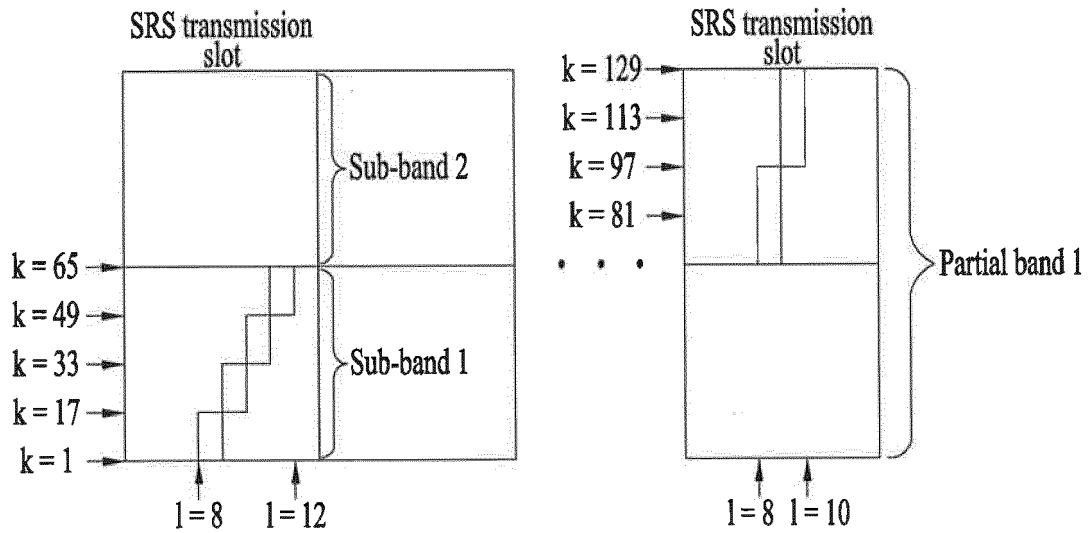 SRS transmission
slot
Sub-band 2
k = 65
k = 49
k = 33
Sub-band 1
k = 17
k = 1
l = 8
l = 12
SRS transmission
slot
k = 129
k = 113
k = 97
k = 81
• • •
Partial band 1
l = 8
l = 10